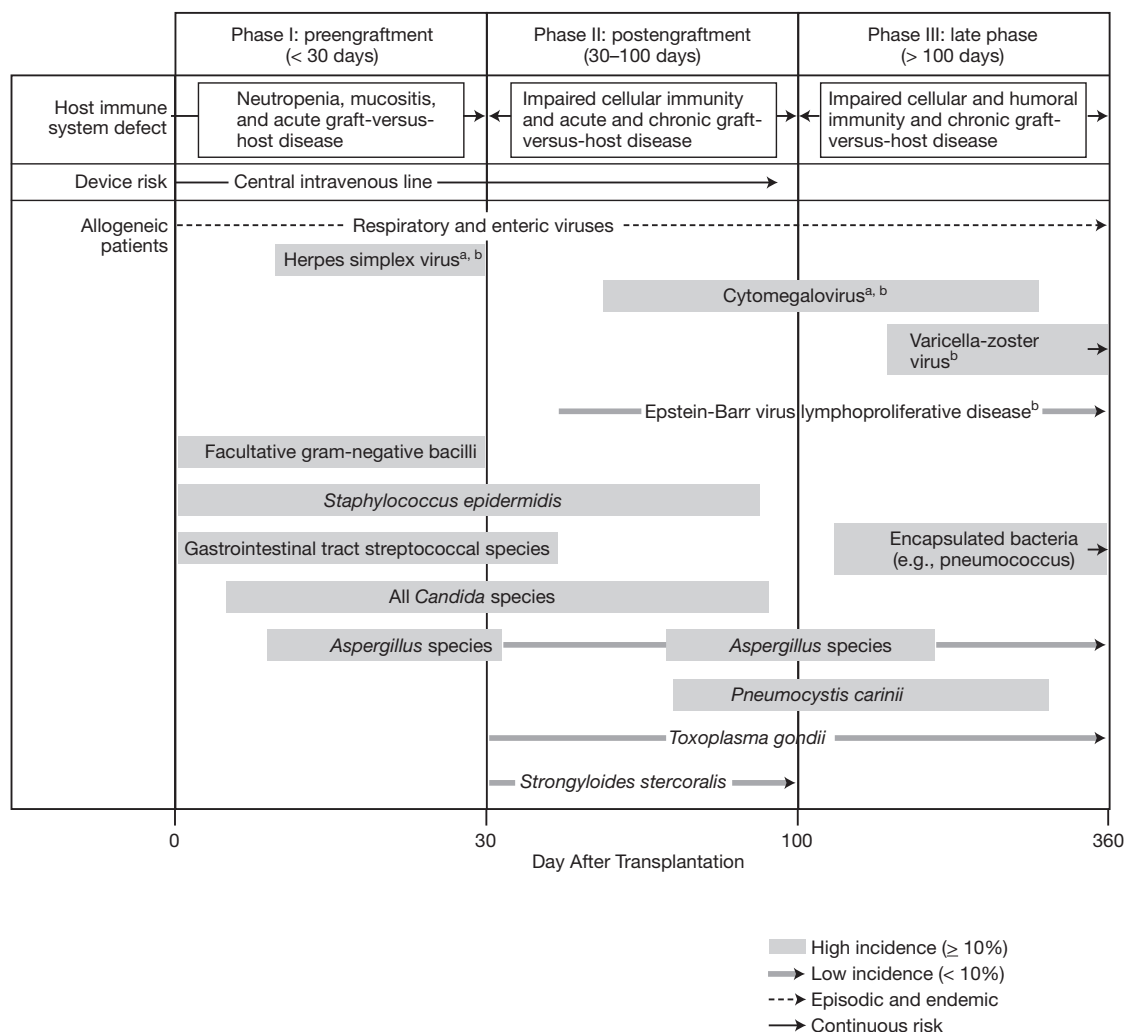 Phase I: preengraftment
(< 30 days)
Phase II: postengraft
(30–100 days)
Phase III: late phase
(> 100 days)
Host immune
system defect
Neutropenia, mucositis,
and acute graft-versus-
host disease
Impaired cellular immunity
and acute and chronic graft-
versus-host disease
Impaired cellular and humoral
immunity and chronic graft-
versus-host disease
Device risk
Central intravenous line
Allogeneic
patients
Respiratory and enteric viruses
Herpes simplex virusa, b
Cytomegalovirusa, b
Varicella-zoster
virusb
Epstein-Barr virus lymphoproliferative diseaseb
Facultative gram-negative bacilli
Staphylococcus epidermidis
Gastrointestinal tract streptococcal species
Encapsulated bacteria
(e.g., pneumococcus)
All Candida species
Aspergillus species
Aspergillus species
Pneumocystis carinii
Toxoplasma gondii
Strongyloides stercoralis
0
30
100
360
Day After Transplantation
High incidence (≥ 10%)
Low incidence (< 10%)
Episodic and endemic
Continuous risk